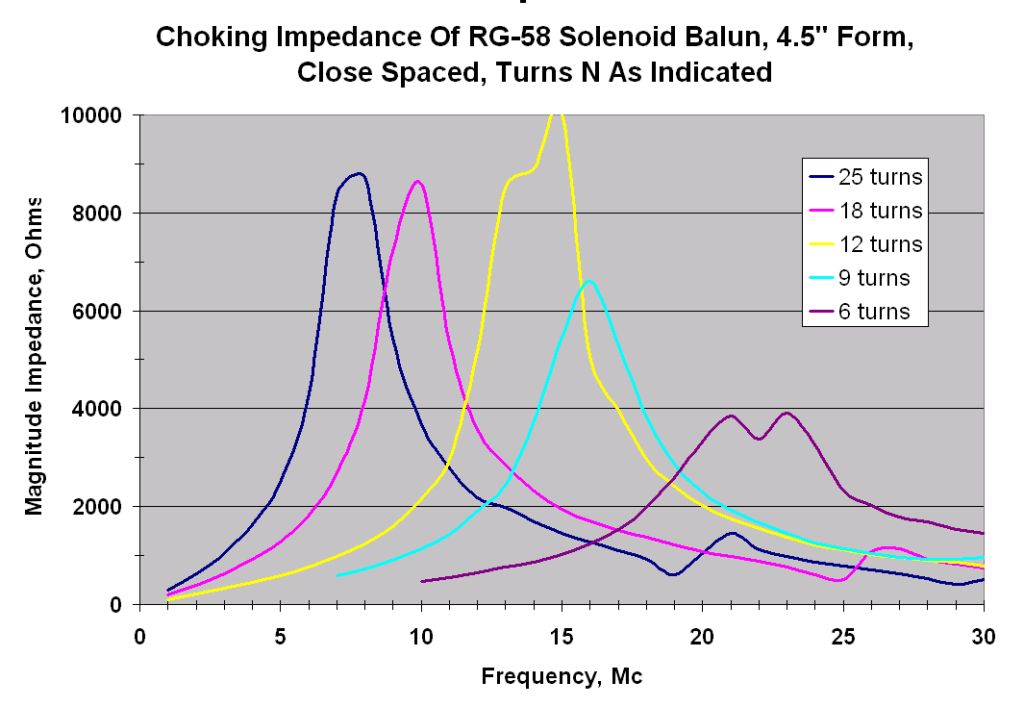 Choking Impedance Of RG-58 Solenoid Balun, 4.5" Form,
Close Spaced, Turns N As Indicated
Magnitude Impedance, Ohms
10000
8000
6000
4000
2000
0
25 turns
18 turns
12 turns
9 turns
6 turns
0 5 10 15 20 25 30
Frequency, Mc